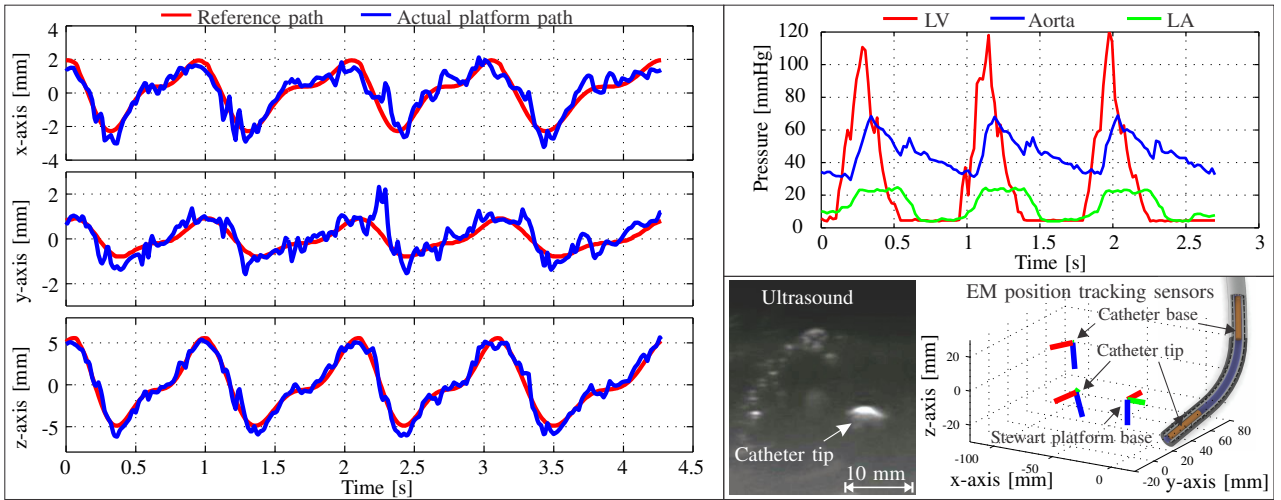 Reference path Actual platform path
x-axis [mm]
4
2
0
-2
-4
y-axis [mm]
2
0
-2
z-axis [mm]
5
0
-5
0 0.5 1 1.5 2 2.5 3 3.5 4 4.5
Time [s]
LV Aorta LA
Pressure [mmHg]
120
100
80
60
40
20
0
0 0.5 1 1.5 2 2.5 3
Time [s]
Ultrasound
Catheter tip
10 mm
EM position tracking sensors
Catheter base
Catheter tip
Stewart platform base
z-axis [mm]
20
0
-20
-100 -50 0
x-axis [mm]
-20 0 20 40 60 80
y-axis [mm]